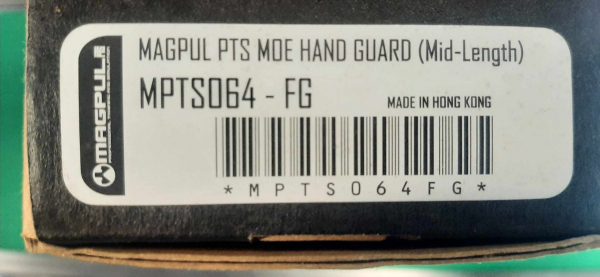 MAGPUL
MAGPUL PTS MOE HAND GUARD (Mid-Length)
MPTS064 - FG
MADE IN HONG KONG
*MPTS064FG*